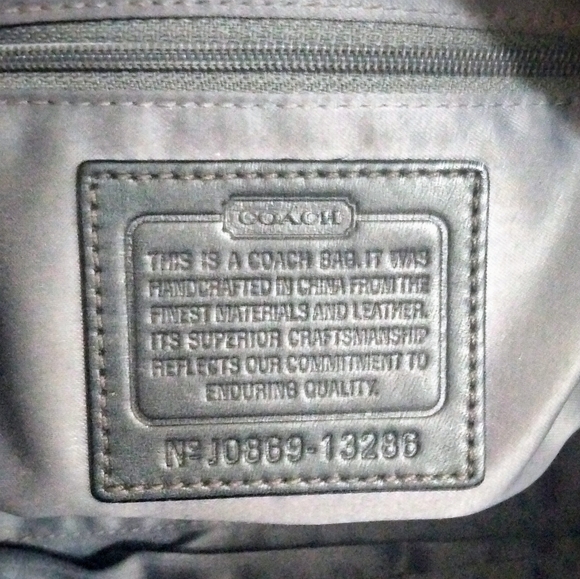 COACH
THIS IS A COACH BAG. IT WAS
HANDCRAFTED IN CHINA FROM THE
FINEST MATERIALS AND LEATHER.
ITS SUPERIOR CRAFTSMANSHIP
REFLECTS OUR COMMITMENT TO
ENDURING QUALITY.
Nº J0869-13286